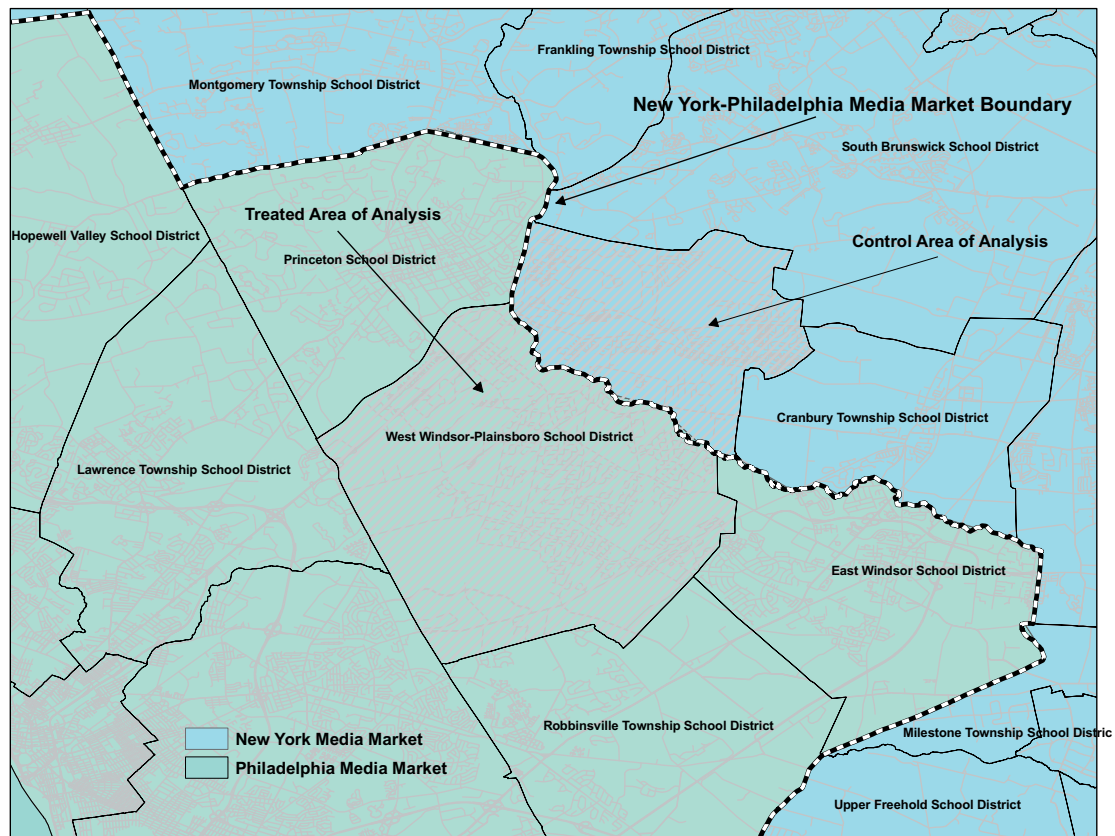 Frankling Township School District
Montgomery Township School District
New York-Philadelphia Media Market Boundary
South Brunswick School District
Treated Area of Analysis
Hopewell Valley School District
Control Area of Analysis
Princeton School District
Cranbury Township School District
West Windsor-Plainsboro School District
Lawrence Township School District
East Windsor School District
Robbinsville Township School District
Milestone Township School Distric
New York Media Market
Philadelphia Media Market
Upper Freehold School District